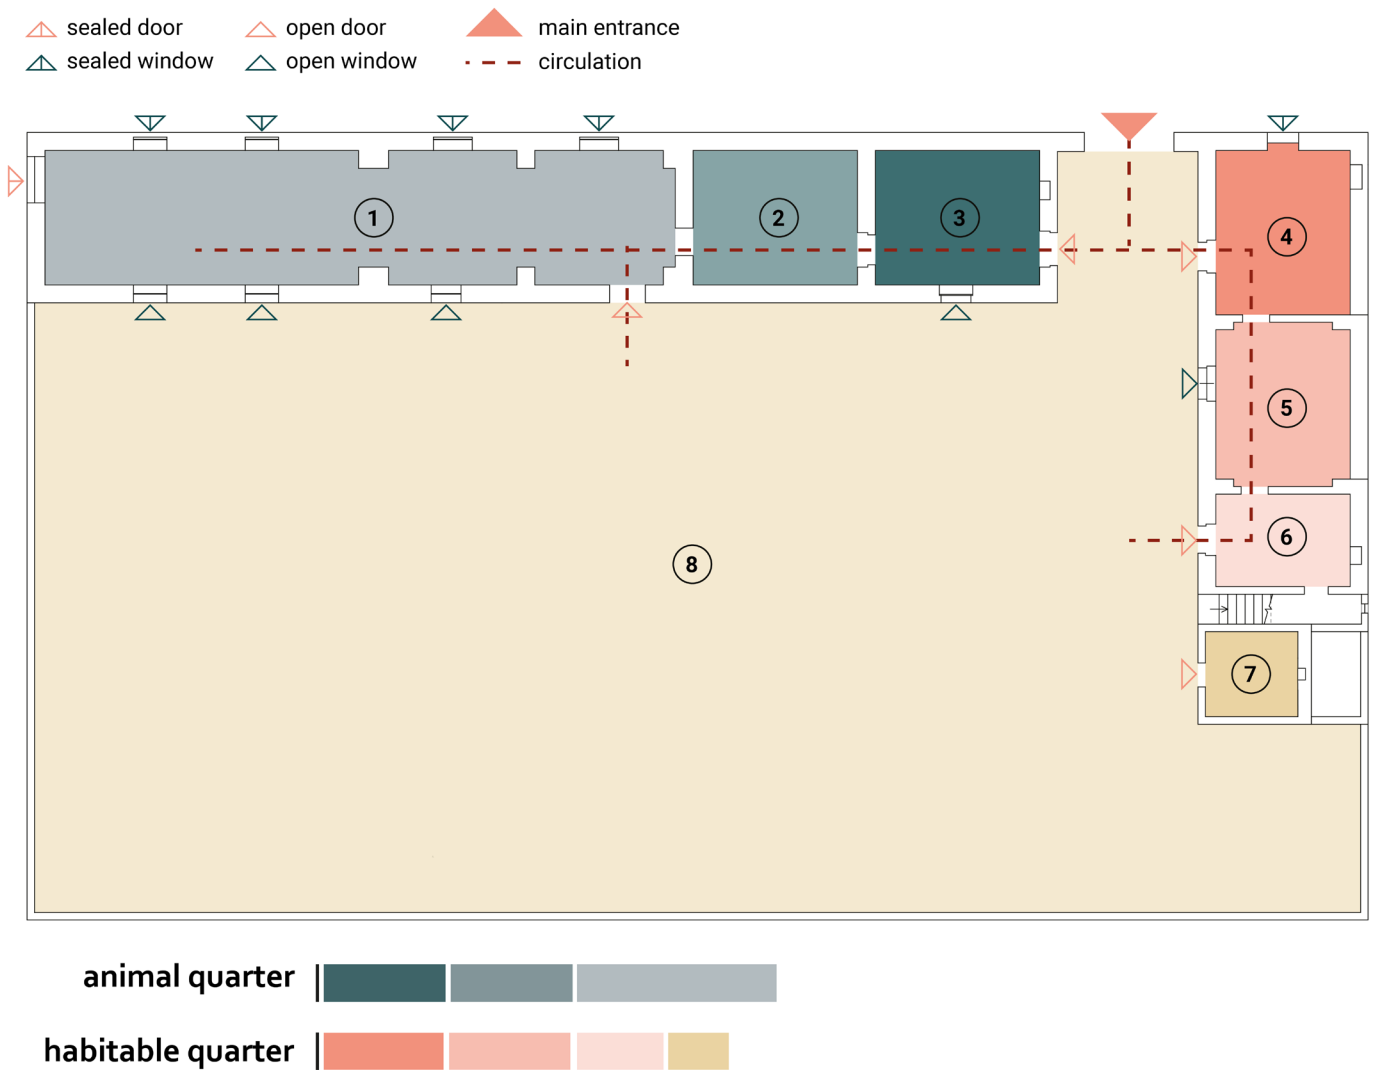 sealed door open door main entrance
sealed window open window circulation
1 2 3 4
5
6
8
7
animal quarter
habitable quarter